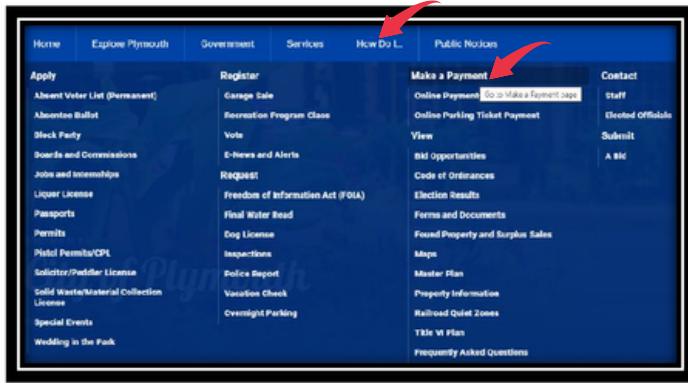 Home Explore Plymouth Government Services How Do I... Public Notices
Apply
Absent Voter List (Permanent)
Absentee Ballot
Block Party
Boards and Commissions
Jobs and Internships
Liquor License
Passports
Permits
Pistol Permits/CPL
Solicitor/Peddler License
Solid Waste/Material Collection
License
Special Events
Wedding in the Park
Register
Garage Sale
Recreation Program Class
Vote
E-News and Alerts
Request
Freedom of Information Act (FOIA)
Final Water Read
Dog License
Inspections
Police Report
Vacation Check
Overnight Parking
Make a Payment
Online Payment
Go to Make a Payment page
Online Parking Ticket Payment
View
Bid Opportunities
Code of Ordinances
Election Results
Forms and Documents
Found Property and Surplus Sales
Maps
Master Plan
Property Information
Railroad Quiet Zones
Title VI Plan
Frequently Asked Questions
Contact
Staff
Elected Officials
Submit
A Bid
of Plymouth